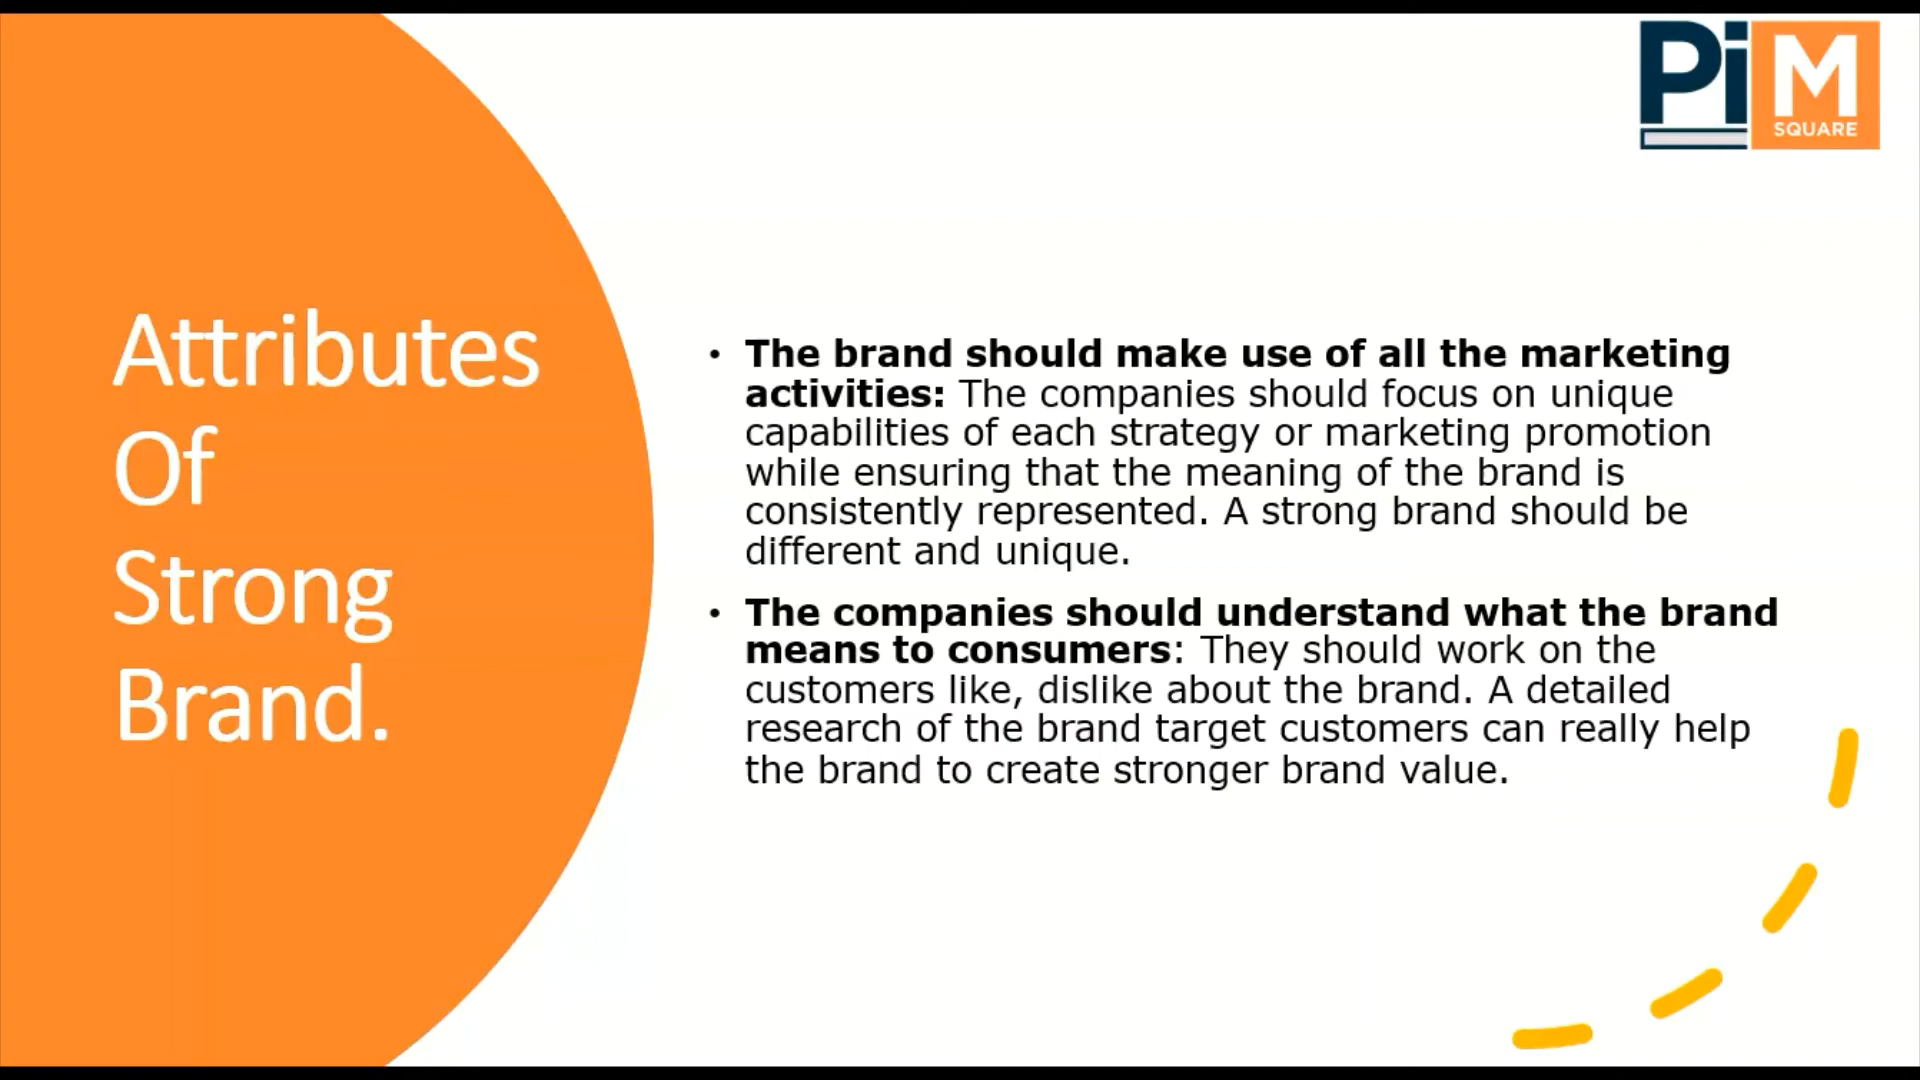 Pi M
SQUARE
Attributes
Of
Strong
Brand.
• The brand should make use of all the marketing
activities: The companies should focus on unique
capabilities of each strategy or marketing promotion
while ensuring that the meaning of the brand is
consistently represented. A strong brand should be
different and unique.
• The companies should understand what the brand
means to consumers: They should work on the
customers like, dislike about the brand. A detailed
research of the brand target customers can really help
the brand to create stronger brand value.